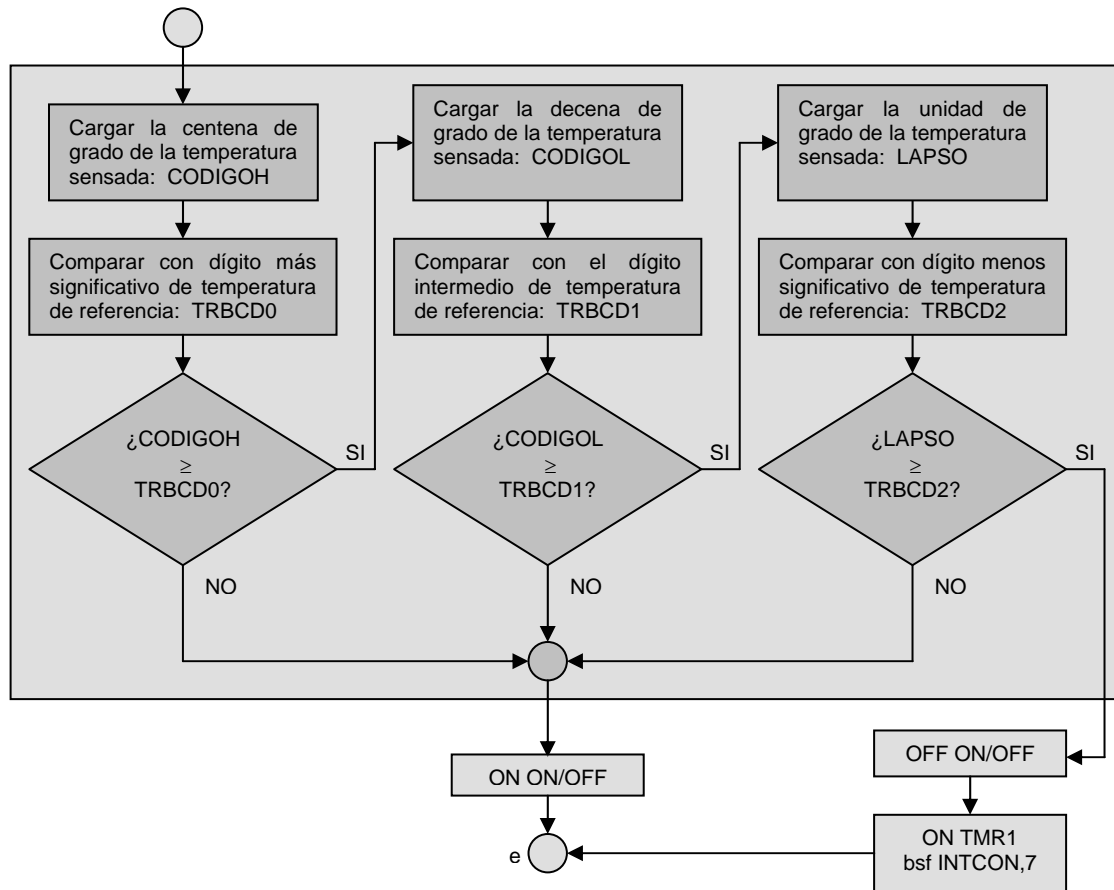 Cargar la centena de
grado de la temperatura
sensada: CODIGOH
Cargar la decena de
grado de la temperatura
sensada: CODIGOL
Cargar la unidad de
grado de la temperatura
sensada: LAPSO
Comparar con dígito más
significativo de temperatura
de referencia: TRBCD0
Comparar con el dígito
intermedio de temperatura
de referencia: TRBCD1
Comparar con dígito menos
significativo de temperatura
de referencia: TRBCD2
¿CODIGOH
≥
TRBCD0?
SI
NO
¿CODIGOL
≥
TRBCD1?
SI
NO
¿LAPSO
≥
TRBCD2?
SI
NO
ON ON/OFF
OFF ON/OFF
ON TMR1
bsf INTCON,7
e